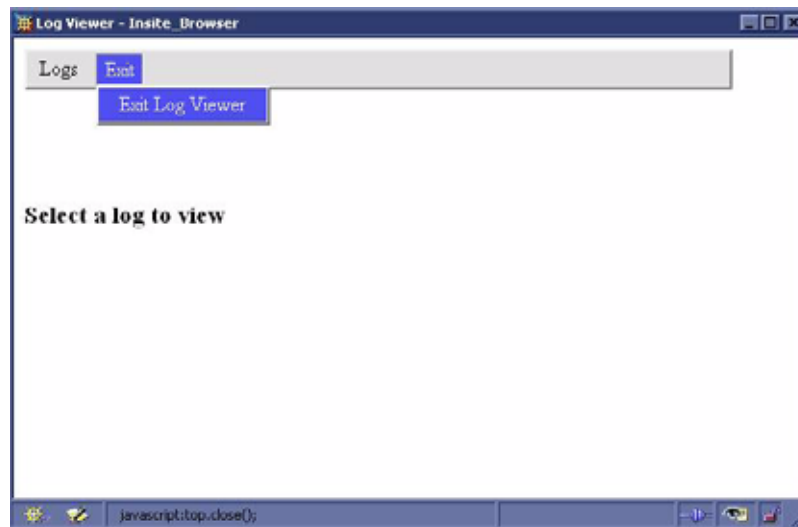 Log Viewer - Insite_Browser
Logs Exit
Exit Log Viewer
Select a log to view
javascript:top.close();